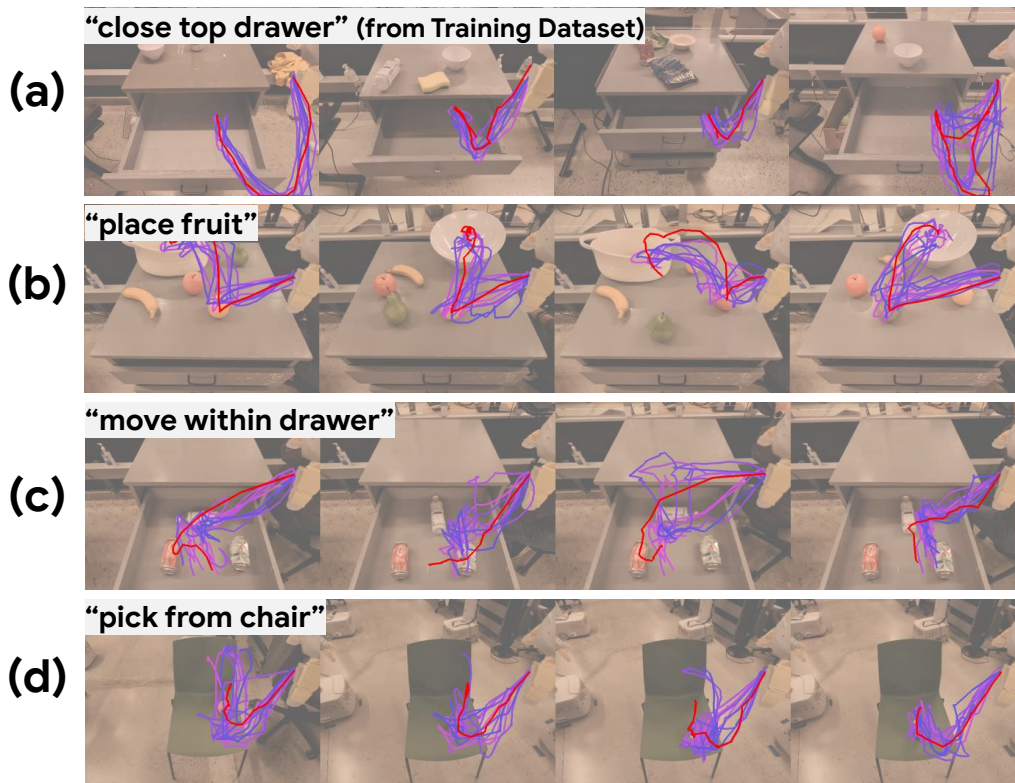 “close top drawer” (from Training Dataset)
(a)
“place fruit”
(b)
“move within drawer”
(c)
“pick from chair”
(d)